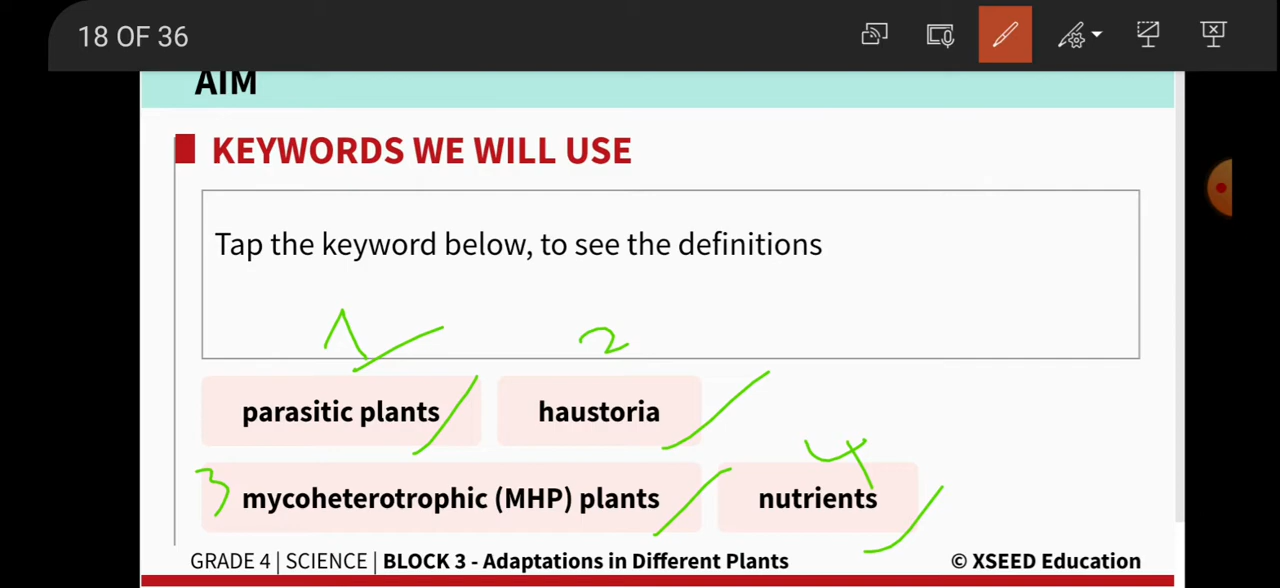 18 OF 36
AIM
KEYWORDS WE WILL USE
Tap the keyword below, to see the definitions
1 2
parasitic plants haustoria
4
3 mycoheterotrophic (MHP) plants nutrients
GRADE 4 | SCIENCE | BLOCK 3 - Adaptations in Different Plants © XSEED Education